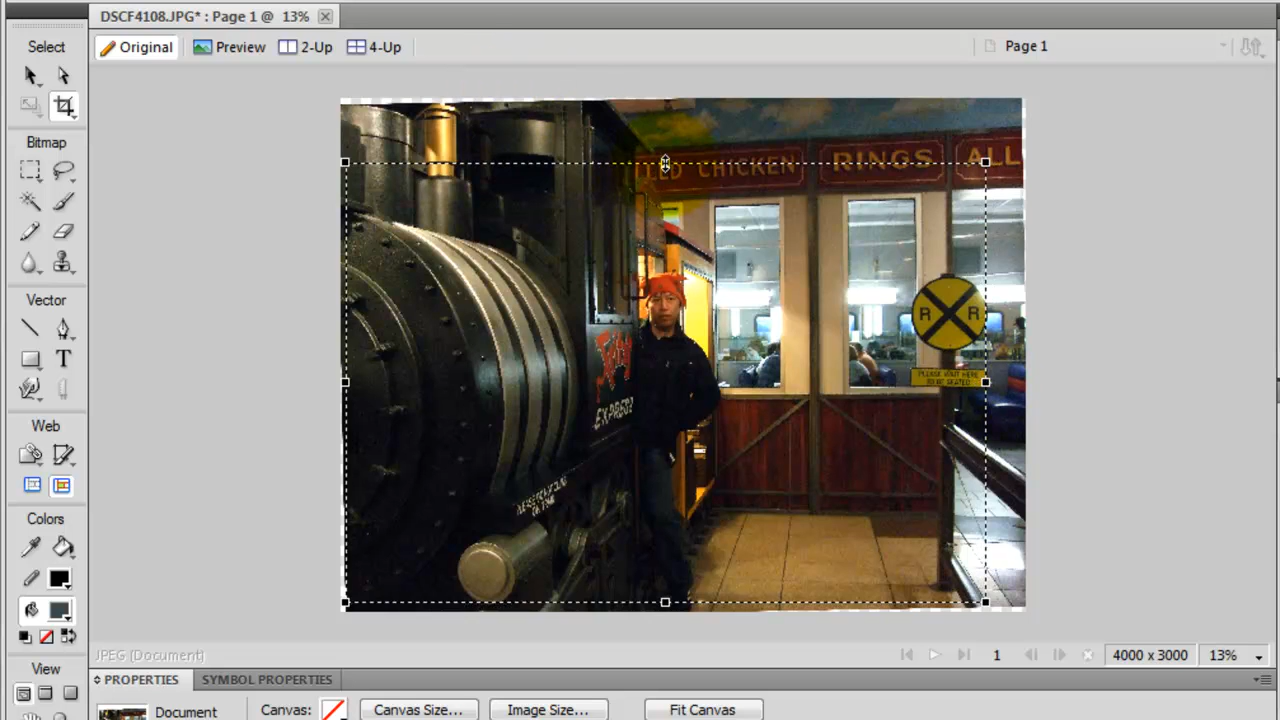 DSCF4108.JPG* : Page 1 @ 13%
Select
Original
Preview
2-Up
4-Up
Page 1
Bitmap
Vector
Web
Colors
View
CHICKEN
RINGS
ALL
R R
PLEASE WAIT HERE
TO BE SEATED
EXPRESS
JPEG (Document)
1
4000 x 3000
13%
PROPERTIES
SYMBOL PROPERTIES
Document
Canvas:
Canvas Size...
Image Size...
Fit Canvas